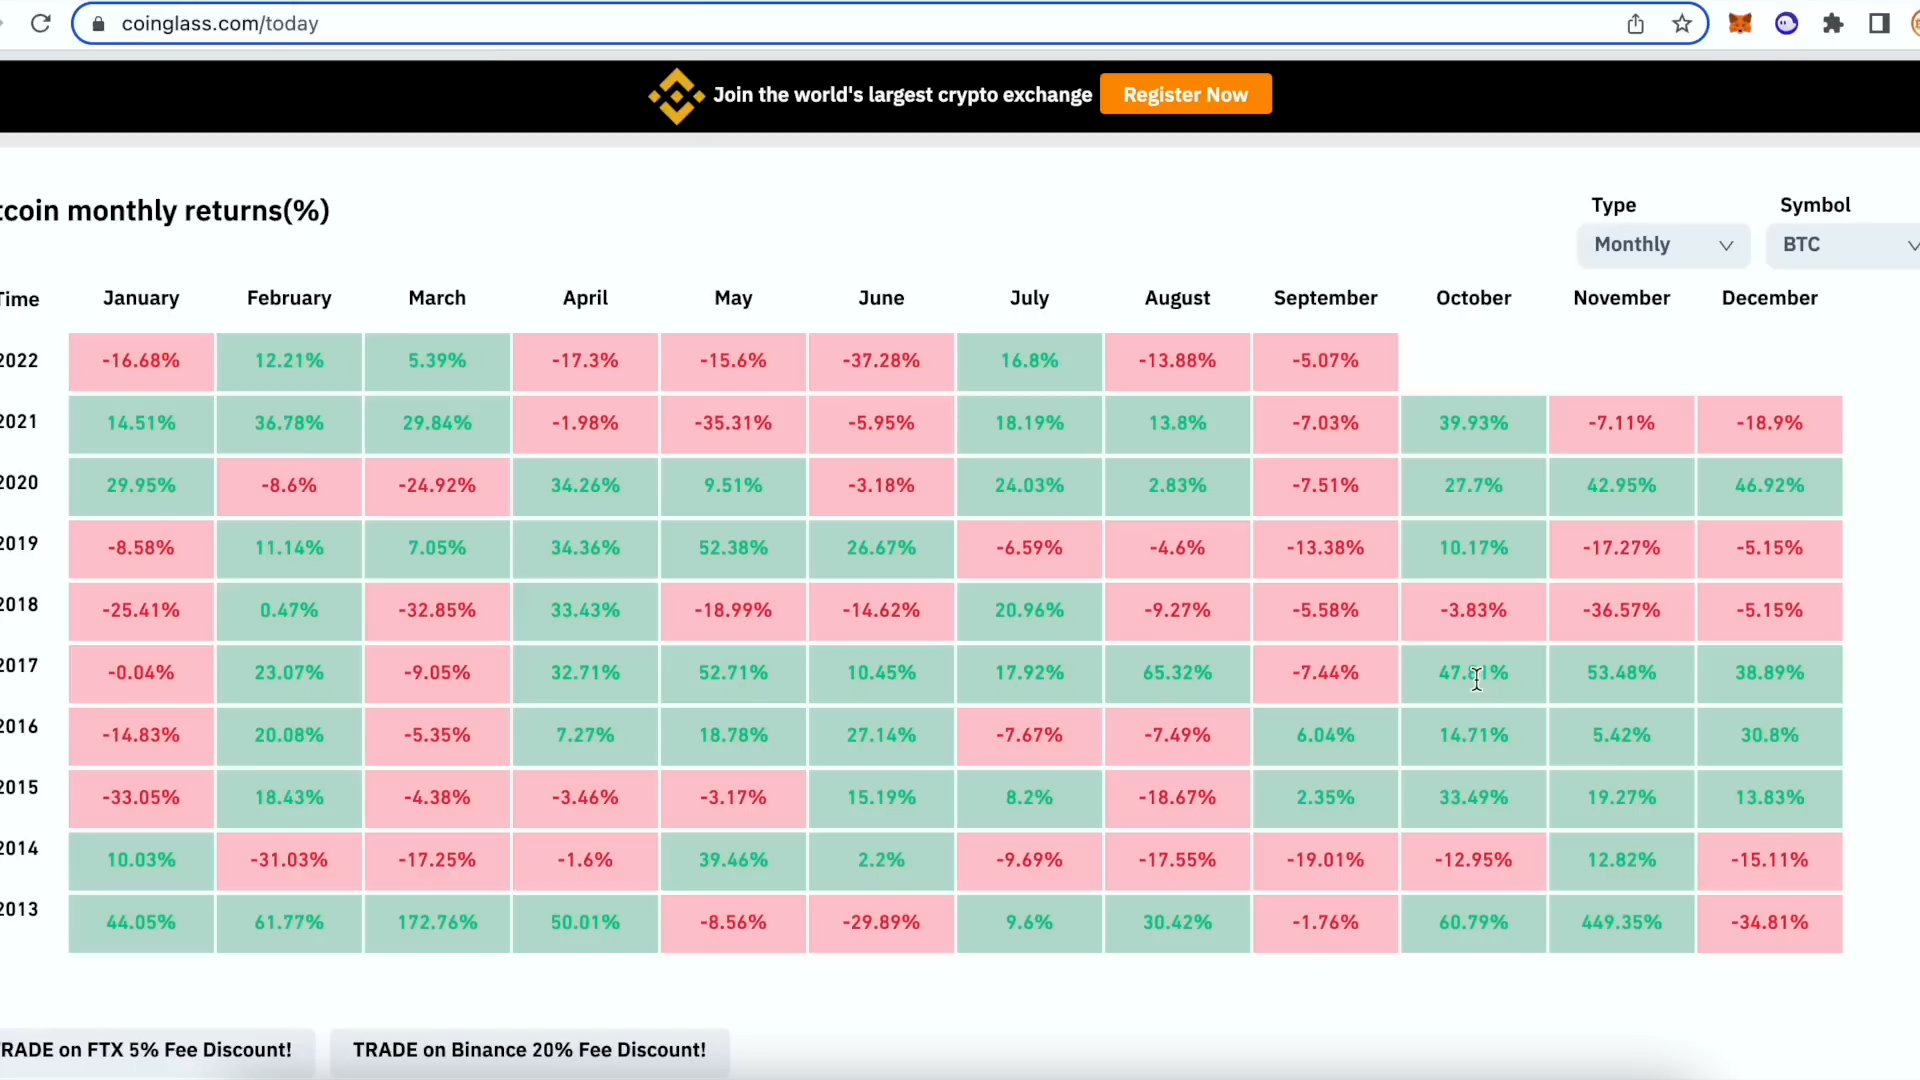 coinglass.com/today
Join the world's largest crypto exchange Register Now
tcoin monthly returns(%)
Type Symbol
Monthly BTC
Time January February March April May June July August September October November December
2022 -16.68% 12.21% 5.39% -17.3% -15.6% -37.28% 16.8% -13.88% -5.07%
2021 14.51% 36.78% 29.84% -1.98% -35.31% -5.95% 18.19% 13.8% -7.03% 39.93% -7.11% -18.9%
2020 29.95% -8.6% -24.92% 34.26% 9.51% -3.18% 24.03% 2.83% -7.51% 27.7% 42.95% 46.92%
2019 -8.58% 11.14% 7.05% 34.36% 52.38% 26.67% -6.59% -4.6% -13.38% 10.17% -17.27% -5.15%
2018 -25.41% 0.47% -32.85% 33.43% -18.99% -14.62% 20.96% -9.27% -5.58% -3.83% -36.57% -5.15%
2017 -0.04% 23.07% -9.05% 32.71% 52.71% 10.45% 17.92% 65.32% -7.44% 53.48% 38.89%
2016 -14.83% 20.08% -5.35% 7.27% 18.78% 27.14% -7.67% -7.49% 6.04% 14.71% 5.42% 30.8%
2015 -33.05% 18.43% -4.38% -3.46% -3.17% 15.19% 8.2% -18.67% 2.35% 33.49% 19.27% 13.83%
2014 10.03% -31.03% -17.25% -1.6% 39.46% 2.2% -9.69% -17.55% -19.01% -12.95% 12.82% -15.11%
2013 44.05% 61.77% 172.76% 50.01% -8.56% -29.89% 9.6% 30.42% -1.76% 60.79% 449.35% -34.81%
RADE on FTX 5% Fee Discount! TRADE on Binance 20% Fee Discount!